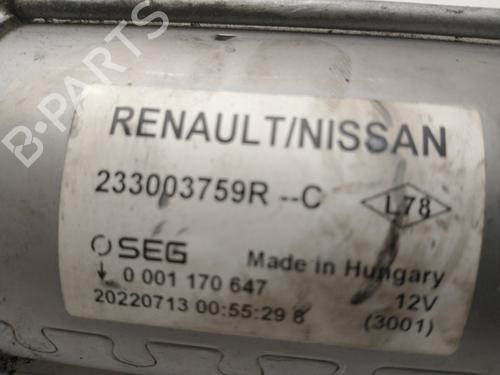 RENAULT/NISSAN
233003759R --C L78
SEG Made in Hungary
0 001 170 647 12V
20220713 00:55:29 8 (3001)
B-Parts